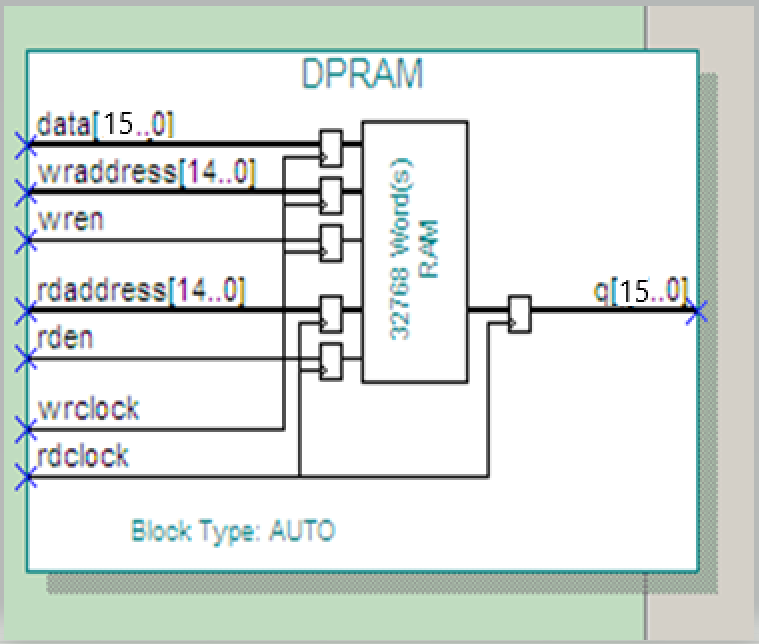 DPRAM
data[15..0]
wraddress[14..0]
wren
rdaddress[14..0]
rden
wrclock
rdclock
32768 Word(s)
RAM
q[15..0]
Block Type: AUTO